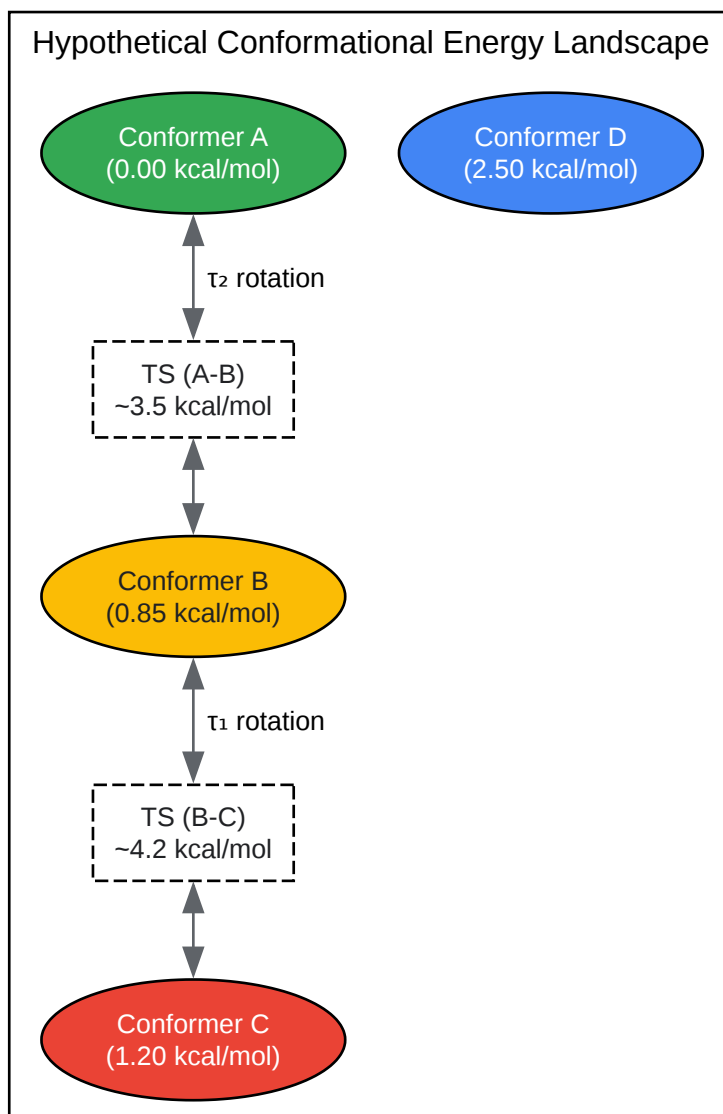 Hypothetical Conformational Energy Landscape
Conformer A
(0.00 kcal/mol)
Conformer D
(2.50 kcal/mol)
τ₂ rotation
TS (A-B)
~3.5 kcal/mol
Conformer B
(0.85 kcal/mol)
τ₁ rotation
TS (B-C)
~4.2 kcal/mol
Conformer C
(1.20 kcal/mol)